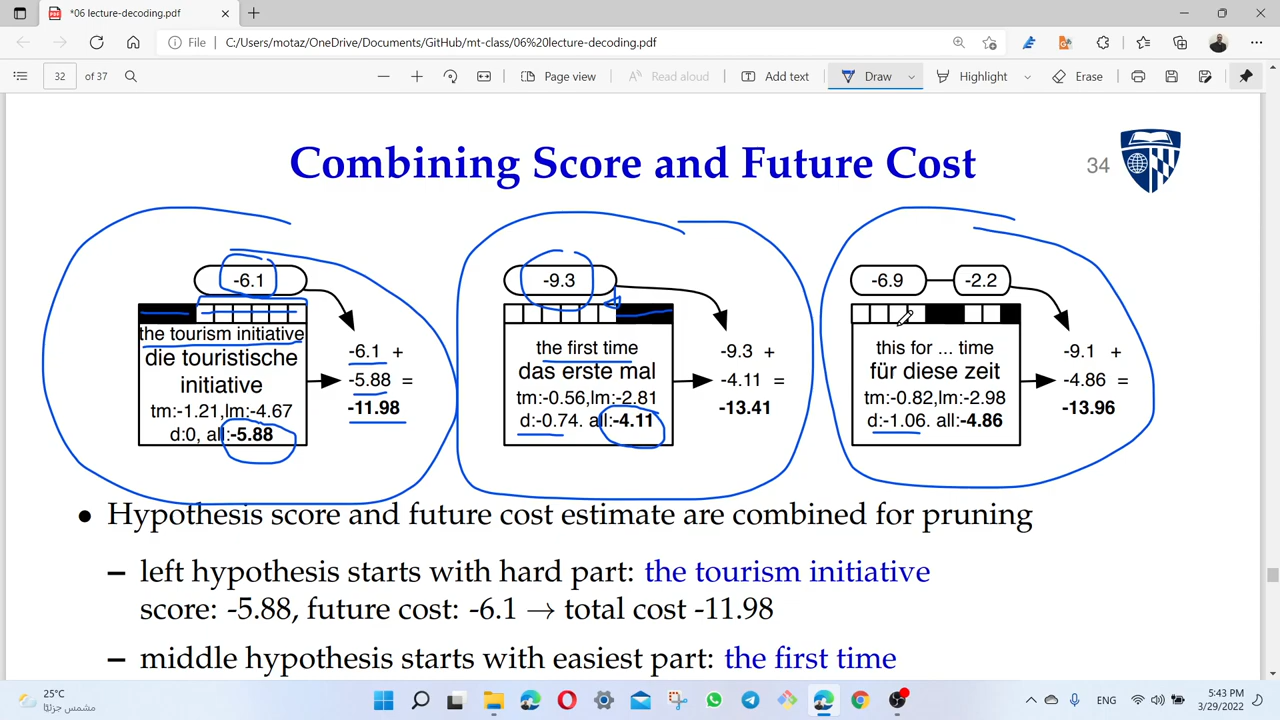 *06 lecture-decoding.pdf
File
C:/Users/motaz/OneDrive/Documents/GitHub/mt-class/06%20lecture-decoding.pdf
32 of 37
Page view
Read aloud
Add text
Draw
Highlight
Erase
Combining Score and Future Cost
34
-6.1
the tourism initiative
die touristische
initiative
tm:-1.21,lm:-4.67
d:0, all:-5.88
-6.1 +
-5.88 =
-11.98
-9.3
the first time
das erste mal
tm:-0.56,lm:-2.81
d:-0.74. all:-4.11
-9.3 +
-4.11 =
-13.41
-6.9
-2.2
this for ... time
für diese zeit
tm:-0.82,lm:-2.98
d:-1.06. all:-4.86
-9.1 +
-4.86 =
-13.96
• Hypothesis score and future cost estimate are combined for pruning
– left hypothesis starts with hard part: the tourism initiative
score: -5.88, future cost: -6.1 → total cost -11.98
– middle hypothesis starts with easiest part: the first time
25°C
مشمس جزئيًا
ENG
5:43 PM
3/29/2022